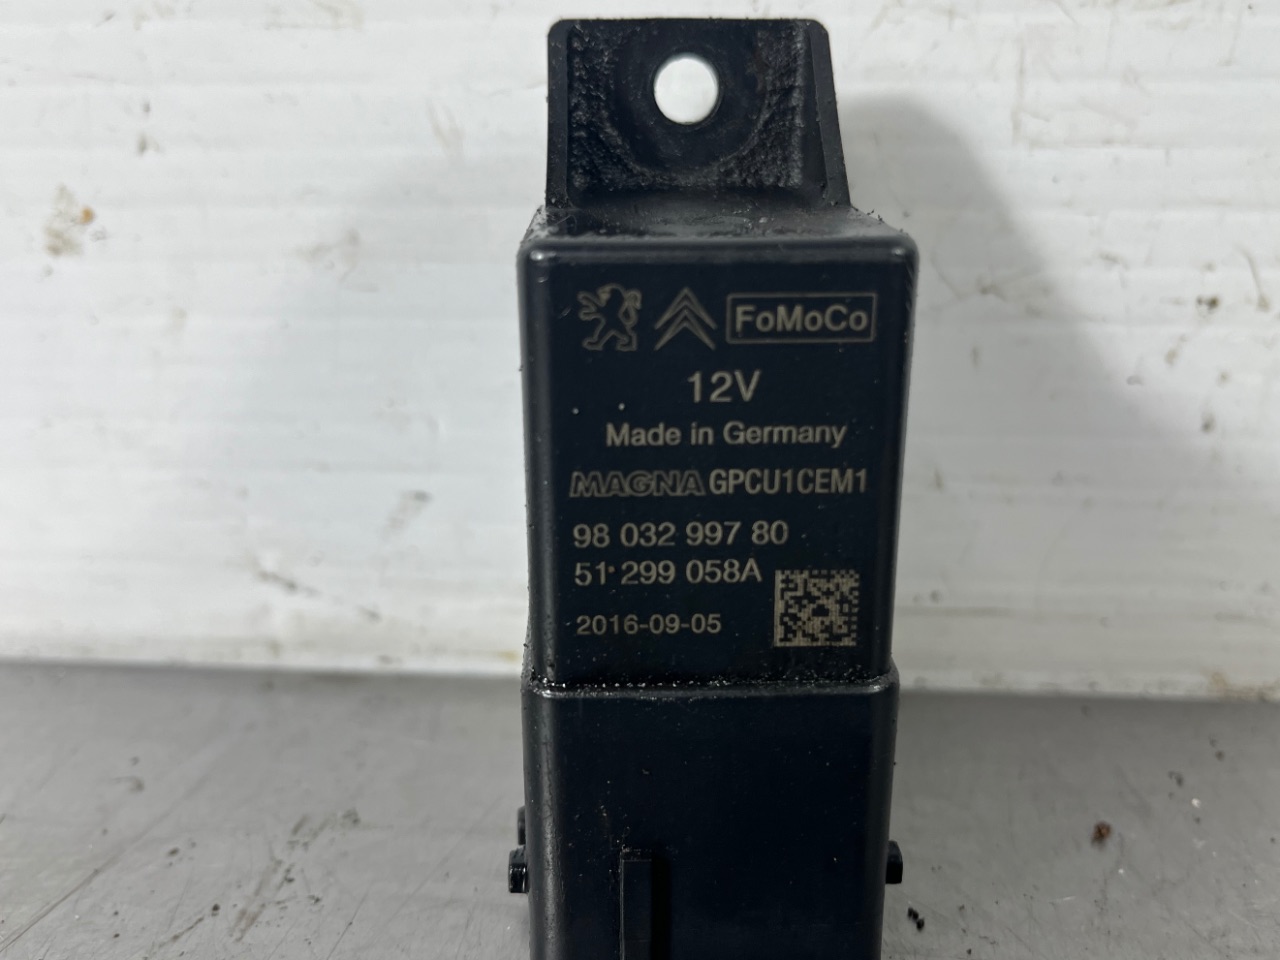 FoMoCo
12V
Made in Germany
MAGNA GPCU1CEM1
98 032 997 80
51 299 058A
2016-09-05